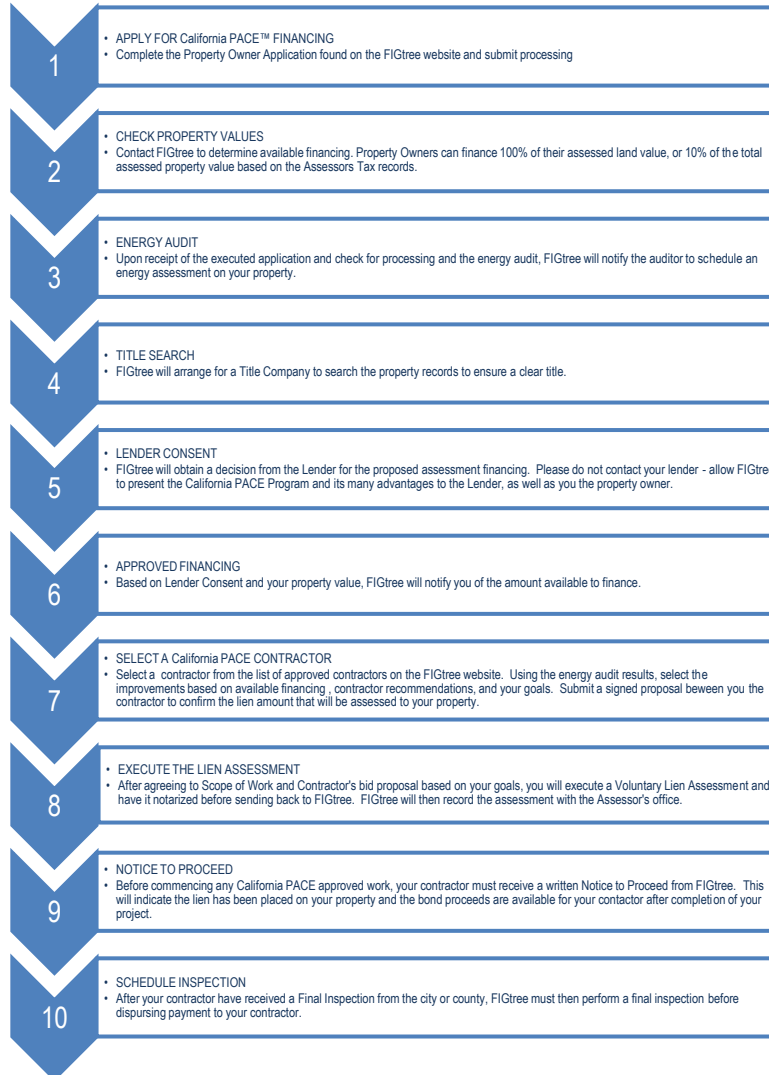 1
• APPLY FOR California PACE™ FINANCING
• Complete the Property Owner Application found on the FIGtree website and submit processing
2
• CHECK PROPERTY VALUES
• Contact FIGtree to determine available financing. Property Owners can finance 100% of their assessed land value, or 10% of the total
assessed property value based on the Assessors Tax records.
3
• ENERGY AUDIT
• Upon receipt of the executed application and check for processing and the energy audit, FIGtree will notify the auditor to schedule an
energy assessment on your property.
4
• TITLE SEARCH
• FIGtree will arrange for a Title Company to search the property records to ensure a clear title.
5
• LENDER CONSENT
• FIGtree will obtain a decision from the Lender for the proposed assessment financing. Please do not contact your lender - allow FIGtree
to present the California PACE Program and its many advantages to the Lender, as well as you the property owner.
6
• APPROVED FINANCING
• Based on Lender Consent and your property value, FIGtree will notify you of the amount available to finance.
7
• SELECT A California PACE CONTRACTOR
• Select a contractor from the list of approved contractors on the FIGtree website. Using the energy audit results, select the
improvements based on available financing , contractor recommendations, and your goals. Submit a signed proposal beween you the
contractor to confirm the lien amount that will be assessed to your property.
8
• EXECUTE THE LIEN ASSESSMENT
• After agreeing to Scope of Work and Contractor's bid proposal based on your goals, you will execute a Voluntary Lien Assessment and
have it notarized before sending back to FIGtree. FIGtree will then record the assessment with the Assessor's office.
9
• NOTICE TO PROCEED
• Before commencing any California PACE approved work, your contractor must receive a written Notice to Proceed from FIGtree. This
will indicate the lien has been placed on your property and the bond proceeds are available for your contactor after completion of your
project.
10
• SCHEDULE INSPECTION
• After your contractor have received a Final Inspection from the city or county, FIGtree must then perform a final inspection before
dispursing payment to your contractor.